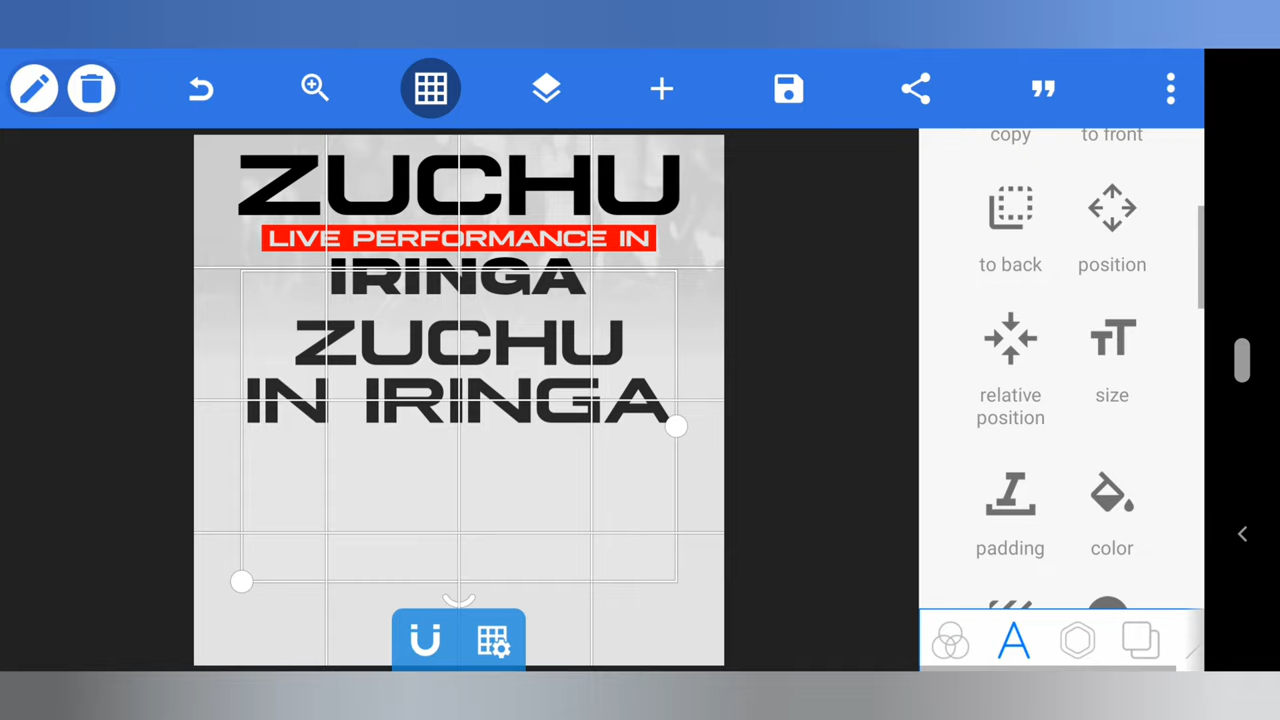 copy to front
ZUCHU
LIVE PERFORMANCE IN
IRINGA
ZUCHU
IN IRINGA
to back position
relative position size
padding color